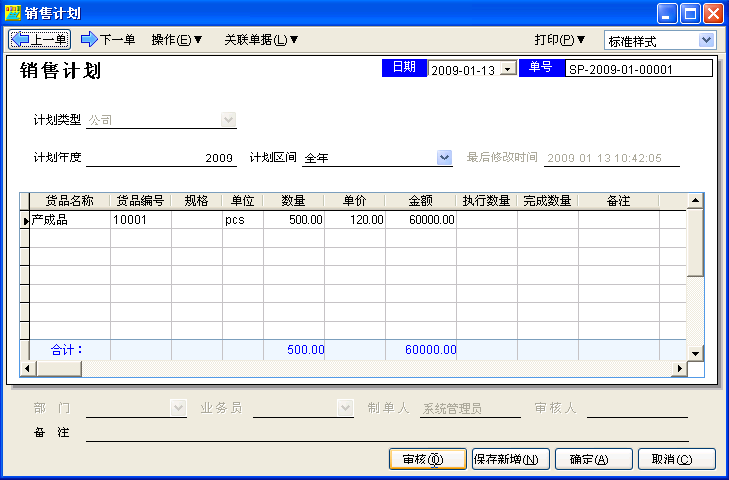 销售计划
上一单 下一单 操作(E)▼ 关联单据(L)▼ 打印(P)▼ 标准样式
销售计划 日期 2009-01-13 单号 SP-2009-01-00001
计划类型 公司
计划年度 2009 计划区间 全年 最后修改时间 2009 01 13 10:42:06
货品名称 货品编号 规格 单位 数量 单价 金额 执行数量 完成数量 备注
产成品 10001 pcs 500.00 120.00 60000.00
合计： 500.00 60000.00
部 门 业务员 制单人 系统管理员 审核人
备 注
审核 保存新增(N) 确定(A) 取消(C)